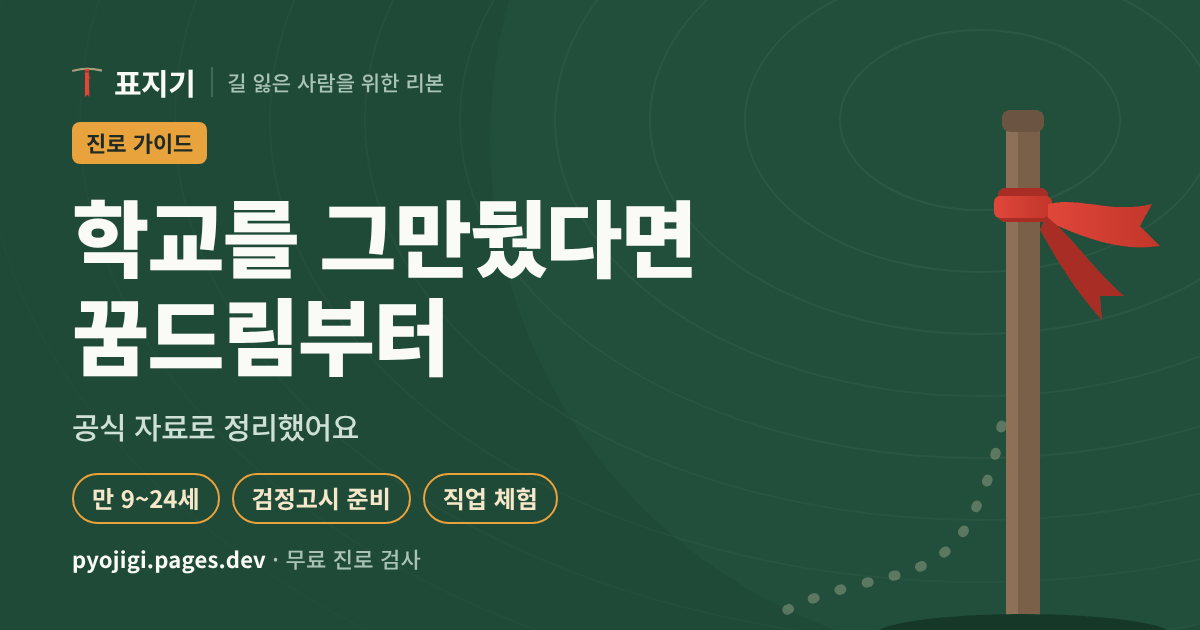 표지기 길 잃은 사람을 위한 리본
진로 가이드
학교를 그만뒀다면
꿈드림부터
공식 자료로 정리했어요
만 9~24세 검정고시 준비 직업 체험
pyojigi.pages.dev · 무료 진로 검사